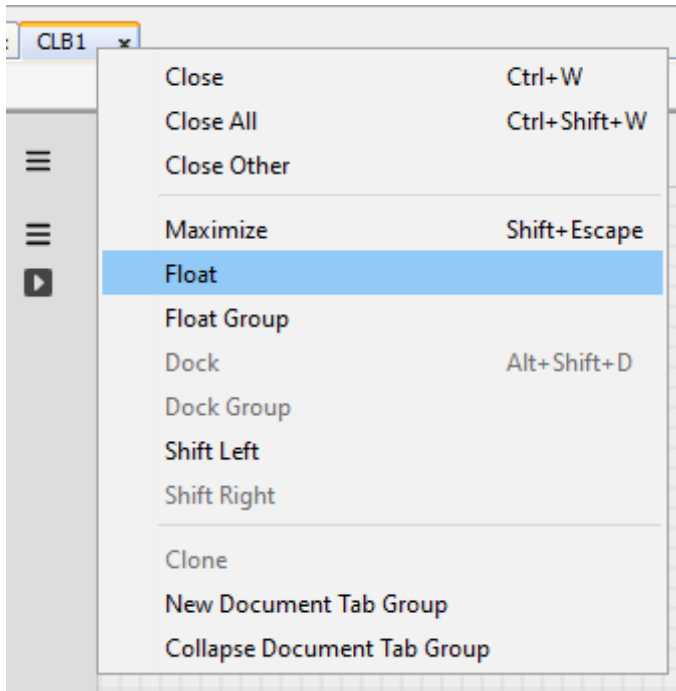 CLB1 x
Close Ctrl+W
Close All Ctrl+Shift+W
Close Other
Maximize Shift+Escape
Float
Float Group
Dock Alt+Shift+D
Dock Group
Shift Left
Shift Right
Clone
New Document Tab Group
Collapse Document Tab Group